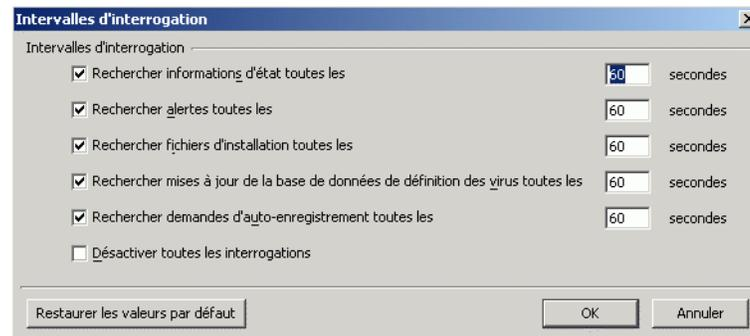 Intervalles d'interrogation
Intervalles d'interrogation
Rechercher informations d'état toutes les 60 secondes
Rechercher alertes toutes les 60 secondes
Rechercher fichiers d'installation toutes les 60 secondes
Rechercher mises à jour de la base de données de définition des virus toutes les 60 secondes
Rechercher demandes d'auto-enregistrement toutes les 60 secondes
Désactiver toutes les interrogations
Restaurer les valeurs par défaut OK Annuler